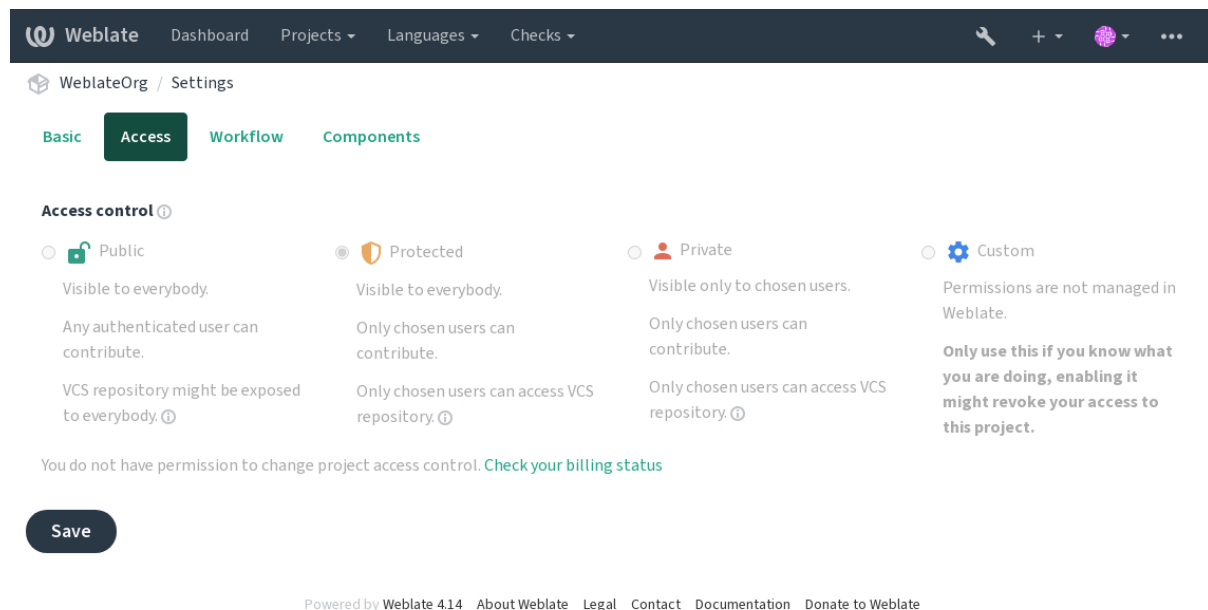 Weblate Dashboard Projects Languages Checks
WeblateOrg / Settings
Basic Access Workflow Components
Access control
Public
Visible to everybody.
Any authenticated user can
contribute.
VCS repository might be exposed
to everybody.
Protected
Visible to everybody.
Only chosen users can
contribute.
Only chosen users can access VCS
repository.
Private
Visible only to chosen users.
Only chosen users can
contribute.
Only chosen users can access VCS
repository.
Custom
Permissions are not managed in
Weblate.
Only use this if you know what
you are doing, enabling it
might revoke your access to
this project.
You do not have permission to change project access control. Check your billing status
Save
Powered by Weblate 4.14 About Weblate Legal Contact Documentation Donate to Weblate